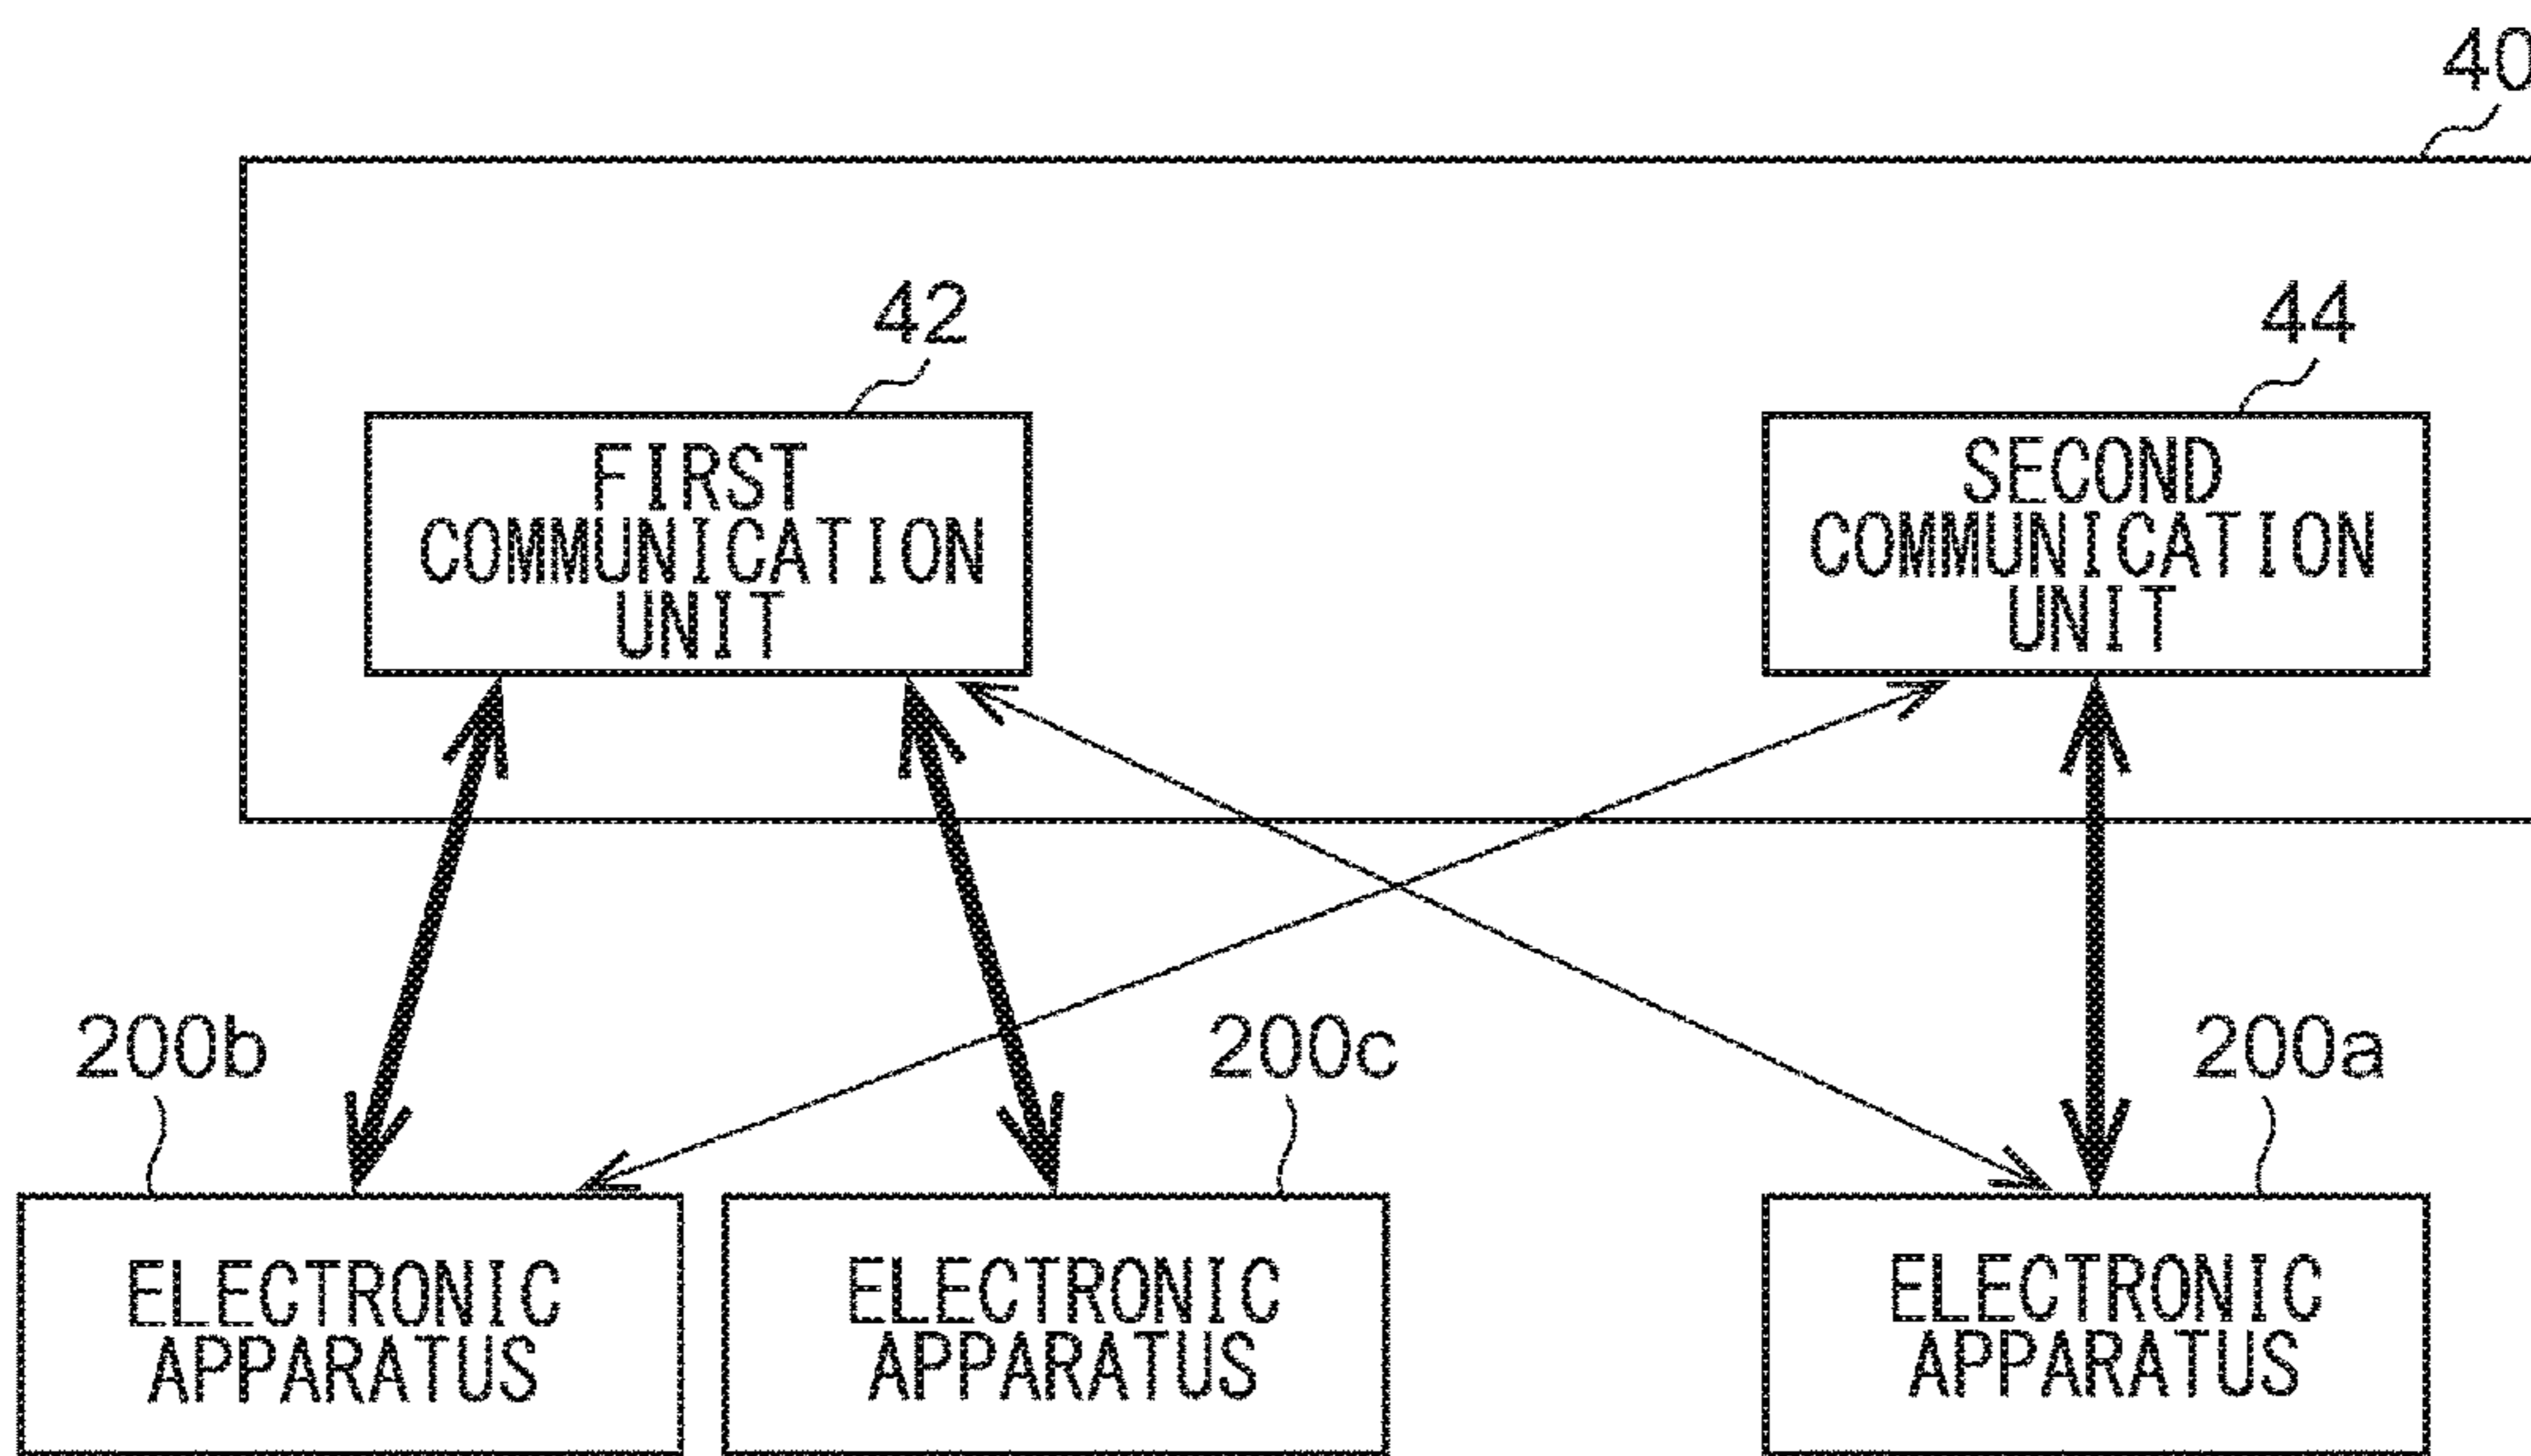 40
42
44
FIRST
COMMUNICATION
UNIT
SECOND
COMMUNICATION
UNIT
200b
200c
200a
ELECTRONIC
APPARATUS
ELECTRONIC
APPARATUS
ELECTRONIC
APPARATUS